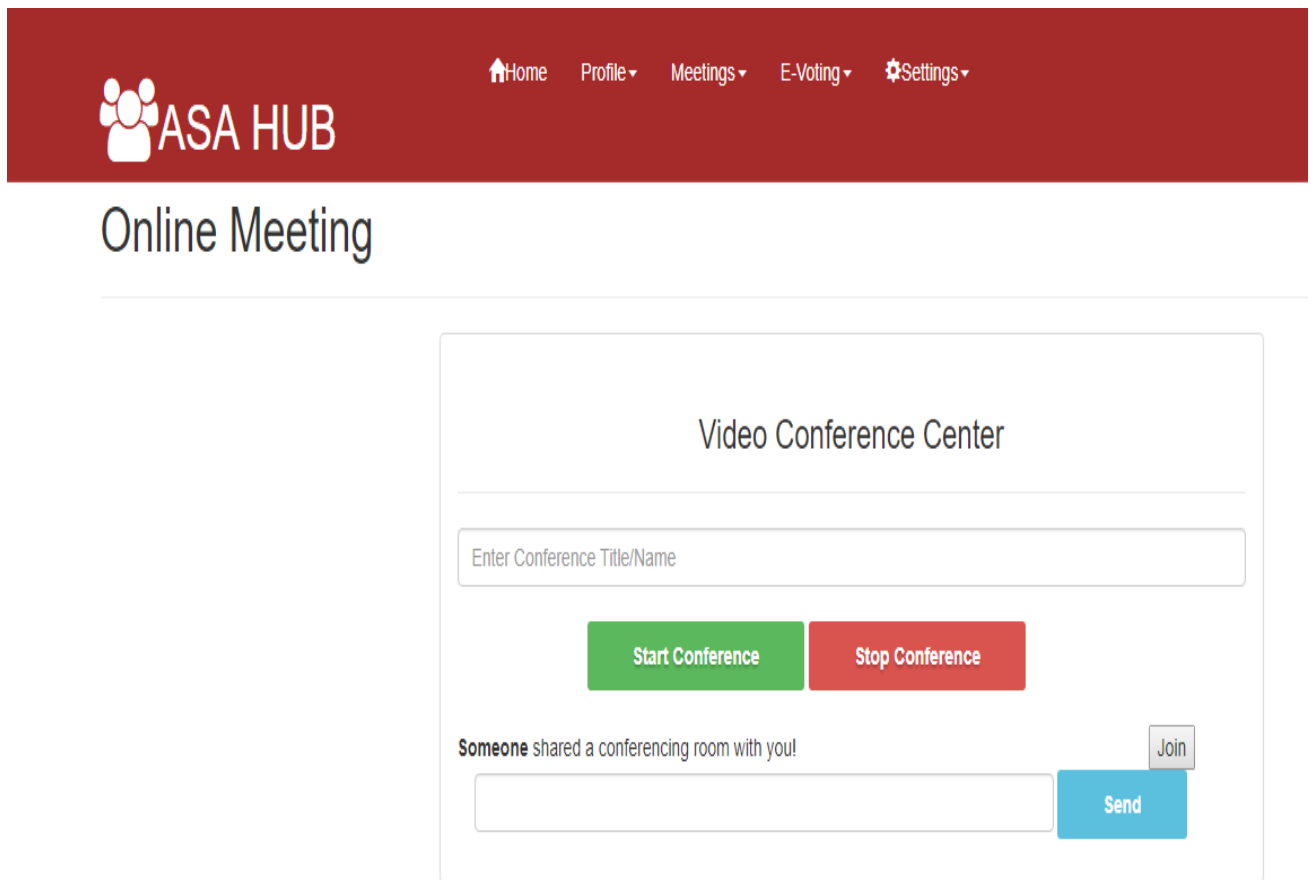 Home Profile Meetings E-Voting Settings
ASA HUB
Online Meeting
Video Conference Center
Enter Conference Title/Name
Start Conference Stop Conference
Someone shared a conferencing room with you! Join
Send